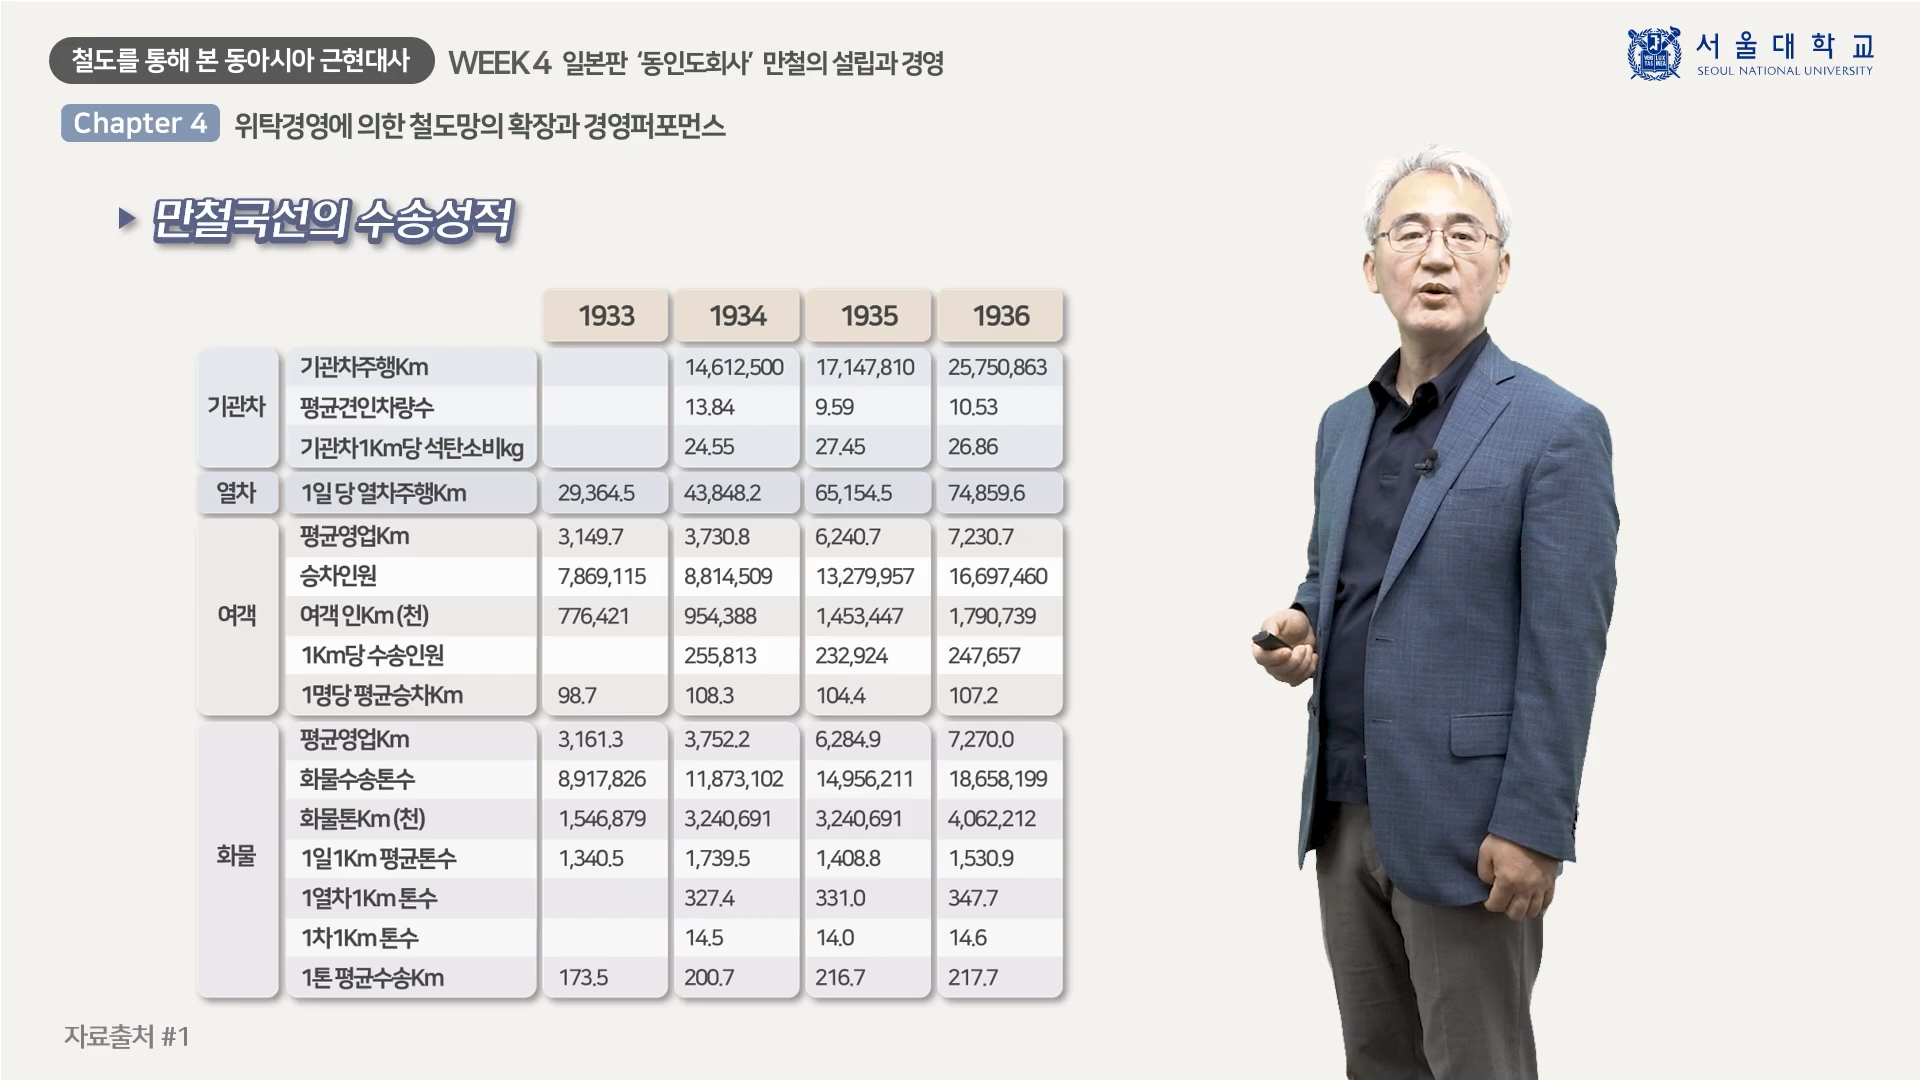 철도를 통해 본 동아시아 근현대사 WEEK 4 일본판 ‘동인도회사’ 만철의 설립과 경영
서울대학교
SEOUL NATIONAL UNIVERSITY
Chapter 4 위탁경영에 의한 철도망의 확장과 경영퍼포먼스
만철국선의 수송성적
1933 1934 1935 1936
기관차
기관차주행Km 14,612,500 17,147,810 25,750,863
평균견인차량수 13.84 9.59 10.53
기관차1Km당 석탄소비kg 24.55 27.45 26.86
열차 1일 당 열차주행Km 29,364.5 43,848.2 65,154.5 74,859.6
여객
평균영업Km 3,149.7 3,730.8 6,240.7 7,230.7
승차인원 7,869,115 8,814,509 13,279,957 16,697,460
여객 인Km (천) 776,421 954,388 1,453,447 1,790,739
1Km당 수송인원 255,813 232,924 247,657
1명당 평균승차Km 98.7 108.3 104.4 107.2
화물
평균영업Km 3,161.3 3,752.2 6,284.9 7,270.0
화물수송톤수 8,917,826 11,873,102 14,956,211 18,658,199
화물톤Km (천) 1,546,879 3,240,691 3,240,691 4,062,212
1일1Km 평균톤수 1,340.5 1,739.5 1,408.8 1,530.9
1열차1Km 톤수 327.4 331.0 347.7
1차1Km 톤수 14.5 14.0 14.6
1톤 평균수송Km 173.5 200.7 216.7 217.7
자료출처 #1